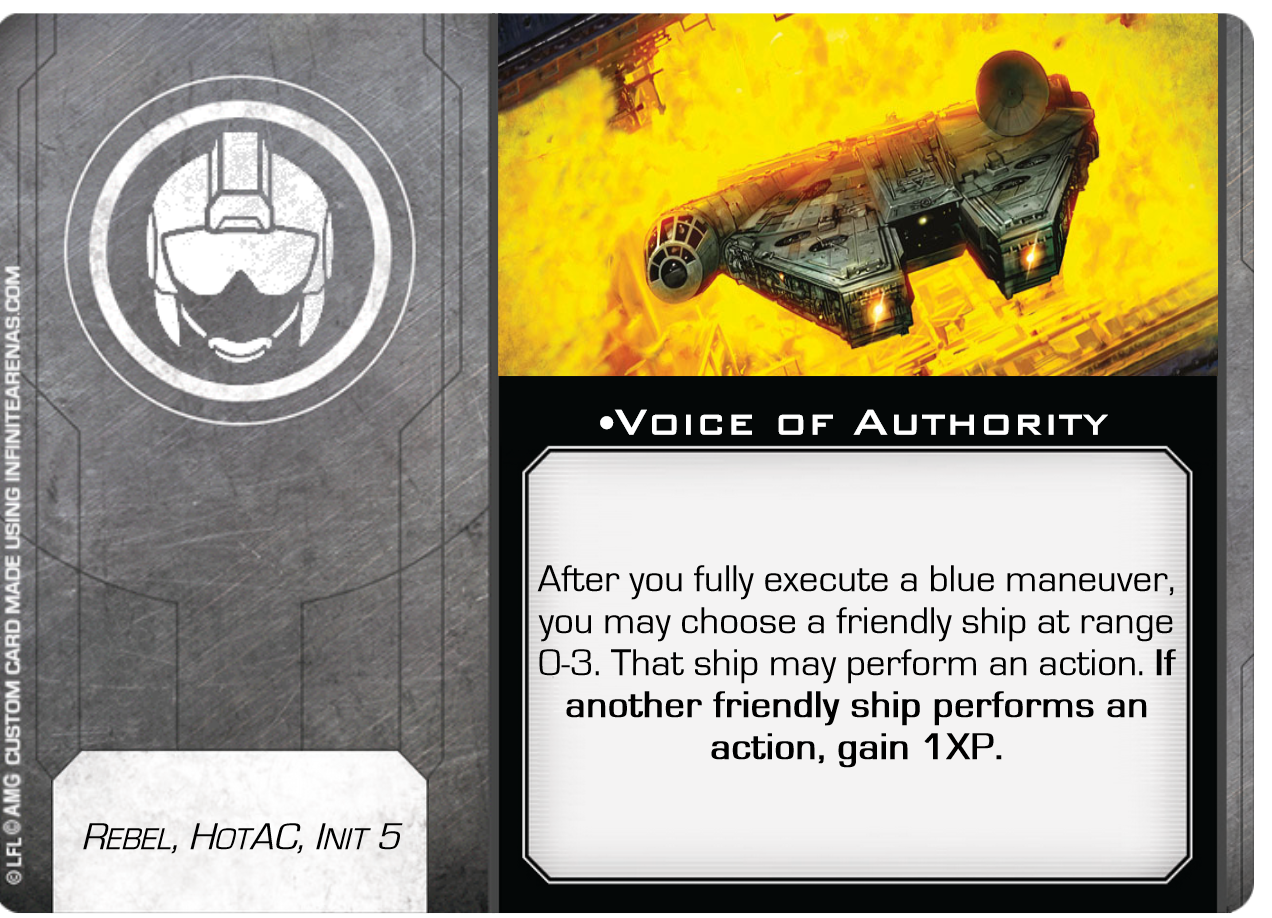 •Voice of Authority
After you fully execute a blue maneuver,
you may choose a friendly ship at range
0-3. That ship may perform an action. If
another friendly ship performs an
action, gain 1XP.
Rebel, HotAC, Init 5
©LFL ©AMG CUSTOM CARD MADE USING INFINITEARENAS.COM